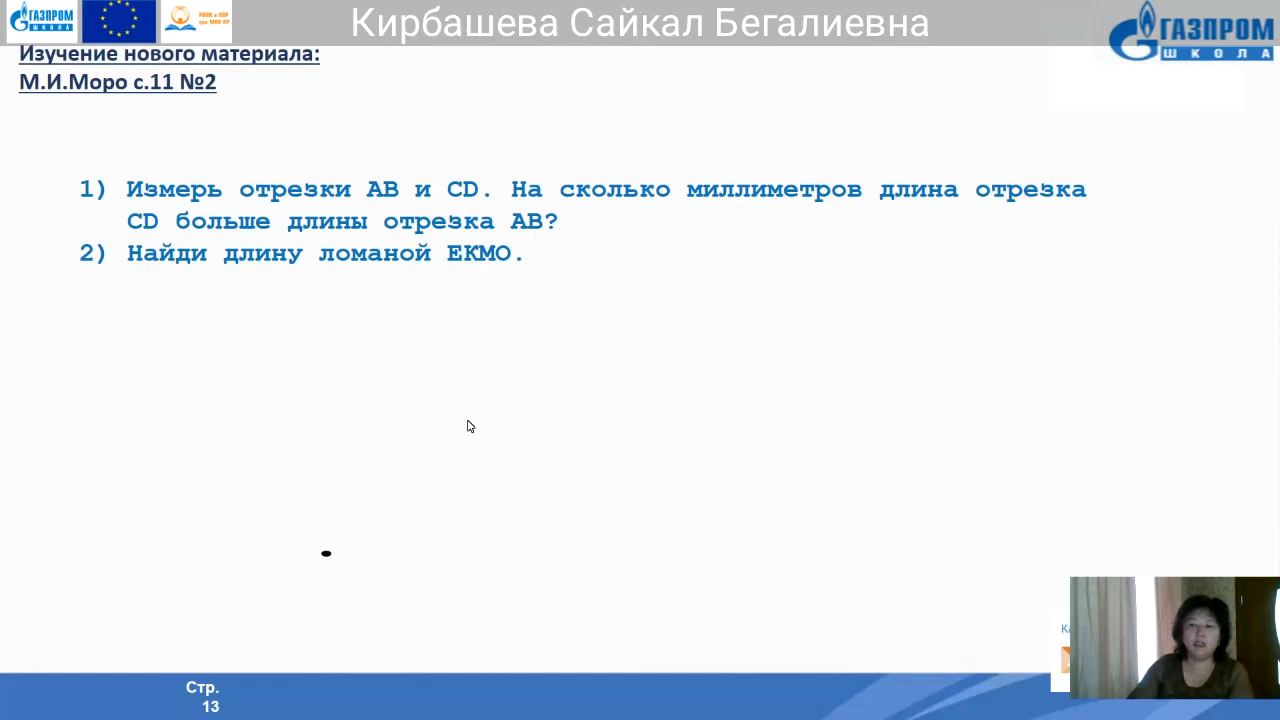 ГАЗПРОМ
ШКОЛА
Кирбашева Сайкал Бегалиевна
ГАЗПРОМ
ШКОЛА
Изучение нового материала:
М.И.Моро с.11 №2
1) Измерь отрезки АВ и CD. На сколько миллиметров длина отрезка
CD больше длины отрезка АВ?
2) Найди длину ломаной ЕКМО.
Стр.
13